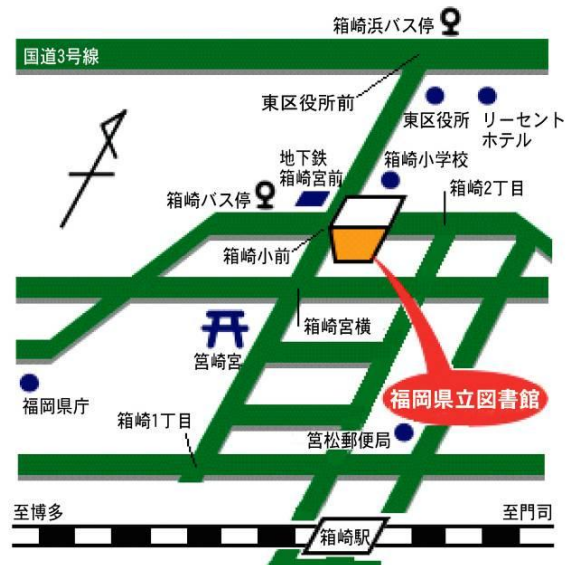 箱崎浜バス停
国道3号線
東区役所前
東区役所
リーセント
ホテル
地下鉄
箱崎宮前
箱崎小学校
箱崎バス停
箱崎2丁目
箱崎小前
箱崎宮横
筥崎宮
福岡県庁
福岡県立図書館
箱崎1丁目
筥松郵便局
至博多
至門司
箱崎駅